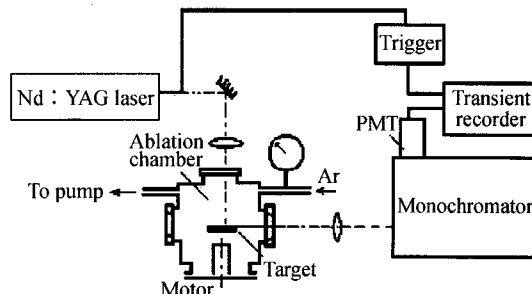 Trigger
Nd：YAG laser
Transient
recorder
PMT
Ablation
chamber
To pump
Ar
Monochromator
Target
Motor